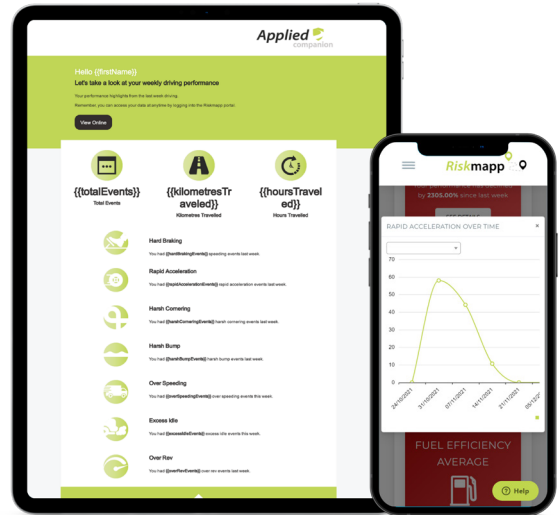 Applied
companion
Hello {{firstName}}
Let's take a look at your weekly driving performance
Your performance highlights from the last week driving.
Remember, you can access your data at anytime by logging into the Riskmapp portal.
View Online
{{totalEvents}}
Total Events
{{kilometresTr
aveled}}
Kilometres Travelled
{{hoursTravel
ed}}
Hours Travelled
Hard Braking
You had {{hardBrakingEvents}} speeding events last week.
Rapid Acceleration
You had {{rapidAccelerationEvents}} rapid acceleration events last week.
Harsh Cornering
You had {{harshCorneringEvents}} harsh cornering events last week.
Harsh Bump
You had {{harshBumpEvents}} harsh bump events last week.
Over Speeding
You had {{overSpeedingEvents}} over speeding events this week.
Excess Idle
You had {{excessIdleEvents}} excess idle events this week.
Over Rev
You had {{overRevEvents}} over rev events last week.
Riskmapp
by 2305.00% since last week
RAPID ACCELERATION OVER TIME
×
70
60
50
40
30
20
10
0
24/10/2021
31/10/2021
07/11/2021
14/11/2021
21/11/2021
05/12/2
FUEL EFFICIENCY
AVERAGE
Help